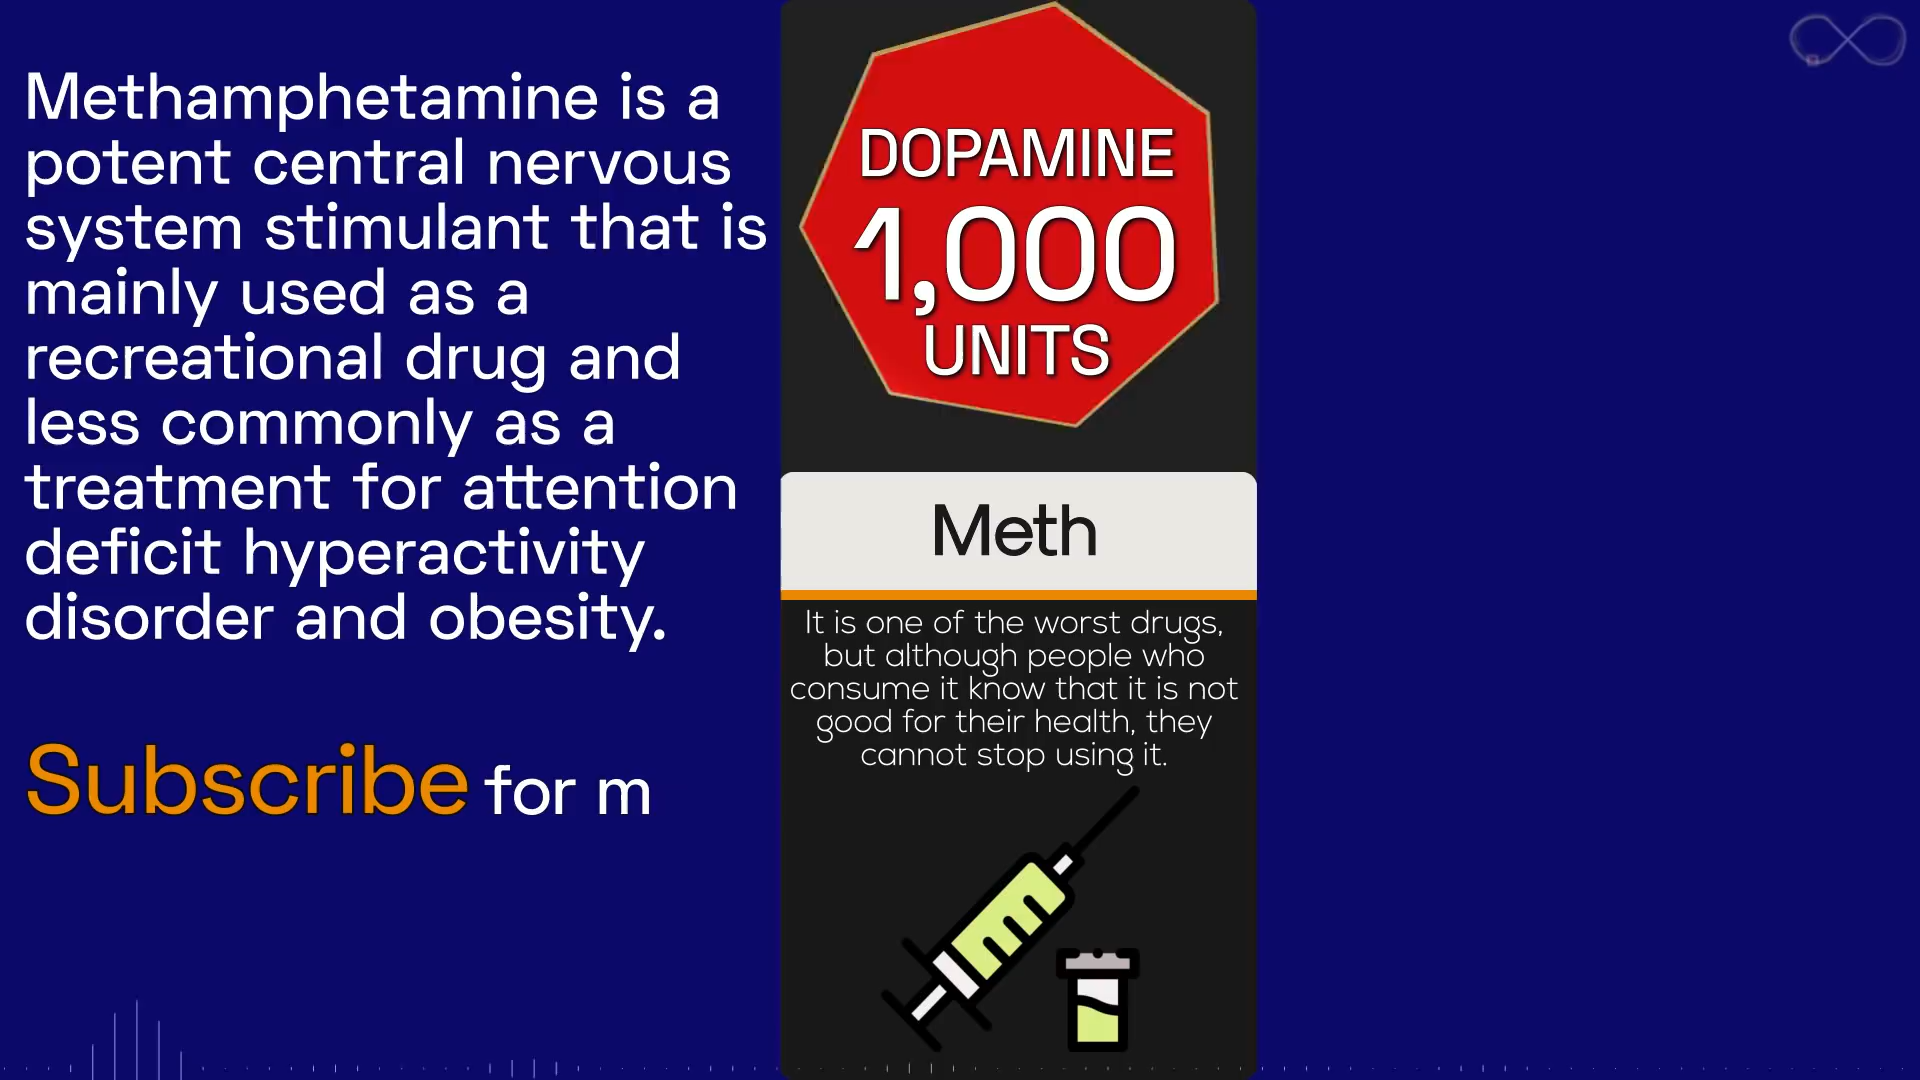 Methamphetamine is a
potent central nervous
system stimulant that is
mainly used as a
recreational drug and
less commonly as a
treatment for attention
deficit hyperactivity
disorder and obesity.
Subscribe for m
DOPAMINE
1,000
UNITS
Meth
It is one of the worst drugs,
but although people who
consume it know that it is not
good for their health, they
cannot stop using it.